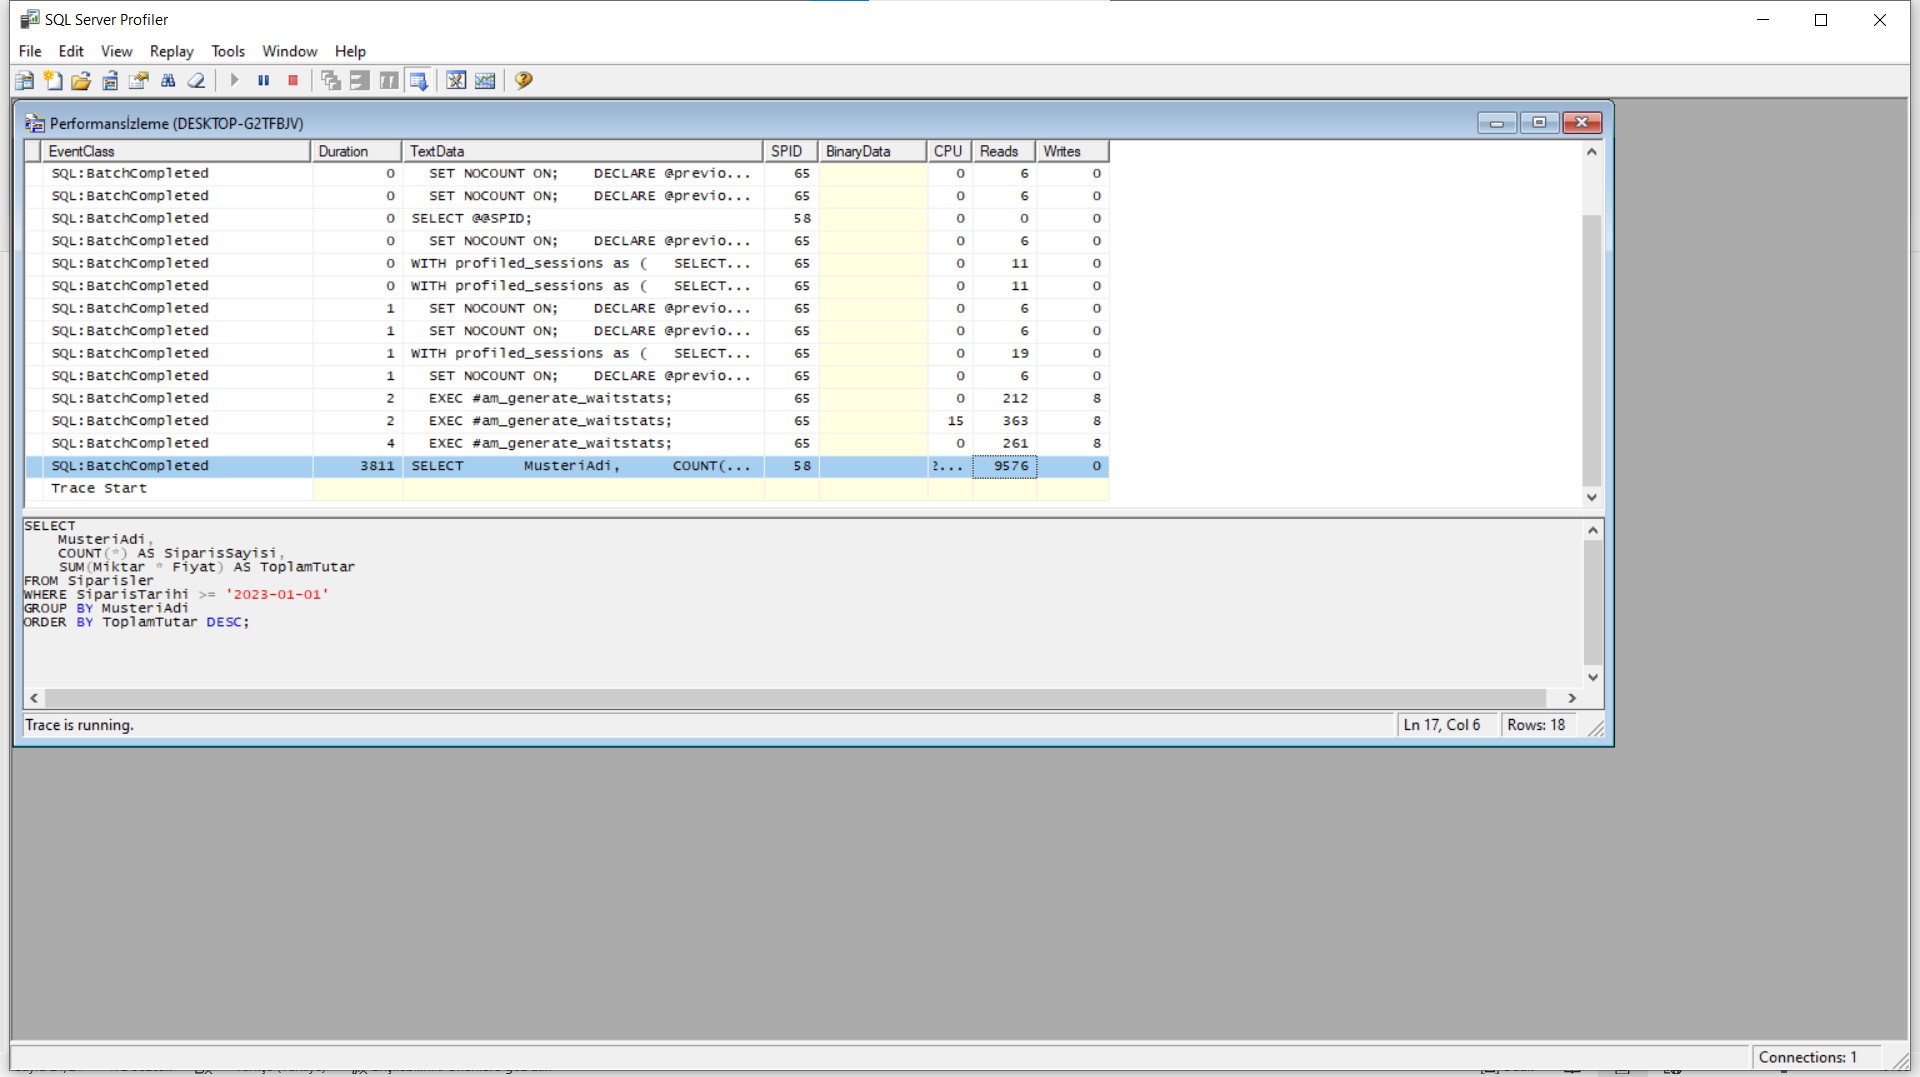 SQL Server Profiler
File Edit View Replay Tools Window Help
Performansİzleme (DESKTOP-G2TFBJV)
EventClass Duration TextData SPID BinaryData CPU Reads Writes
SQL:BatchCompleted 0 SET NOCOUNT ON; DECLARE @previo... 65 0 6 0
SQL:BatchCompleted 0 SET NOCOUNT ON; DECLARE @previo... 65 0 6 0
SQL:BatchCompleted 0 SELECT @@SPID; 58 0 0 0
SQL:BatchCompleted 0 SET NOCOUNT ON; DECLARE @previo... 65 0 6 0
SQL:BatchCompleted 0 WITH profiled_sessions as ( SELECT... 65 0 11 0
SQL:BatchCompleted 0 WITH profiled_sessions as ( SELECT... 65 0 11 0
SQL:BatchCompleted 1 SET NOCOUNT ON; DECLARE @previo... 65 0 6 0
SQL:BatchCompleted 1 SET NOCOUNT ON; DECLARE @previo... 65 0 6 0
SQL:BatchCompleted 1 WITH profiled_sessions as ( SELECT... 65 0 19 0
SQL:BatchCompleted 1 SET NOCOUNT ON; DECLARE @previo... 65 0 6 0
SQL:BatchCompleted 2 EXEC #am_generate_waitstats; 65 0 212 8
SQL:BatchCompleted 2 EXEC #am_generate_waitstats; 65 15 363 8
SQL:BatchCompleted 4 EXEC #am_generate_waitstats; 65 0 261 8
SQL:BatchCompleted 3811 SELECT MusteriAdi, COUNT(... 58 2... 9576 0
Trace Start
SELECT
MusteriAdi,
COUNT(*) AS SiparisSayisi,
SUM(Miktar * Fiyat) AS ToplamTutar
FROM Siparisler
WHERE SiparisTarihi >= '2023-01-01'
GROUP BY MusteriAdi
ORDER BY ToplamTutar DESC;
Trace is running. Ln 17, Col 6 Rows: 18
Connections: 1